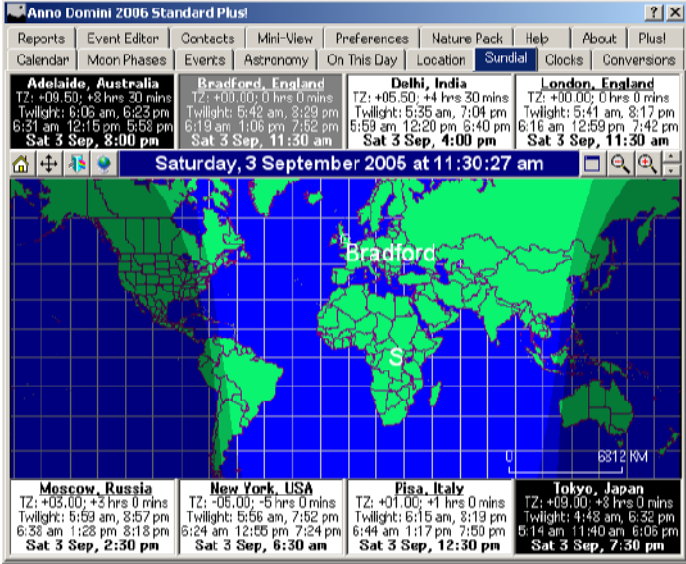 Anno Domini 2006 Standard Plus!
Reports Event Editor Contacts Mini-View Preferences Nature Pack Help About Plus!
Calendar Moon Phases Events Astronomy On This Day Location Sundial Clocks Conversions
Adelaide, Australia
TZ: +09.50; +8 hrs 30 mins
Twilight: 6:06 am, 6:23 pm
6:31 am 12:15 pm 5:58 pm
Sat 3 Sep, 8:00 pm
Bradford, England
TZ: +00.00; 0 hrs 0 mins
Twilight: 5:42 am, 8:29 pm
6:19 am 1:06 pm 7:52 pm
Sat 3 Sep, 11:30 am
Delhi, India
TZ: +05.50; +4 hrs 30 mins
Twilight: 5:35 am, 7:04 pm
5:59 am 12:20 pm 6:40 pm
Sat 3 Sep, 4:00 pm
London, England
TZ: +00.00; 0 hrs 0 mins
Twilight: 5:41 am, 8:17 pm
6:16 am 12:59 pm 7:42 pm
Sat 3 Sep, 11:30 am
Saturday, 3 September 2005 at 11:30:27 am
Bradford
S
0 6812 KM
Moscow, Russia
TZ: +03.00; +3 hrs 0 mins
Twilight: 5:59 am, 8:57 pm
6:38 am 1:28 pm 8:18 pm
Sat 3 Sep, 2:30 pm
New York, USA
TZ: -05.00; -5 hrs 0 mins
Twilight: 5:56 am, 7:52 pm
6:24 am 12:55 pm 7:24 pm
Sat 3 Sep, 6:30 am
Pisa, Italy
TZ: +01.00; +1 hrs 0 mins
Twilight: 6:15 am, 8:19 pm
6:44 am 1:17 pm 7:50 pm
Sat 3 Sep, 12:30 pm
Tokyo, Japan
TZ: +09.00; +8 hrs 0 mins
Twilight: 4:48 am, 6:32 pm
5:14 am 11:40 am 6:06 pm
Sat 3 Sep, 7:30 pm